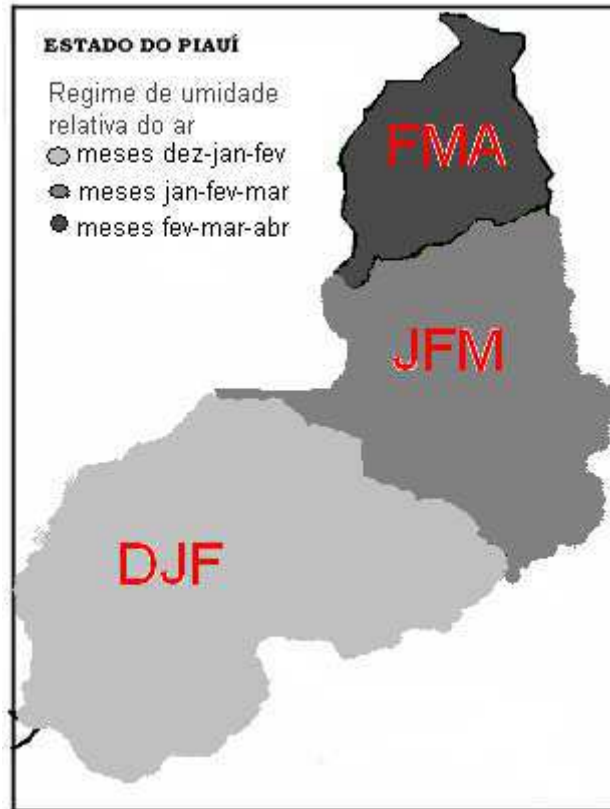 ESTADO DO PIAUÍ
Regime de umidade
relativa do ar
meses dez-jan-fev
meses jan-fev-mar
meses fev-mar-abr
FMA
JFM
DJF